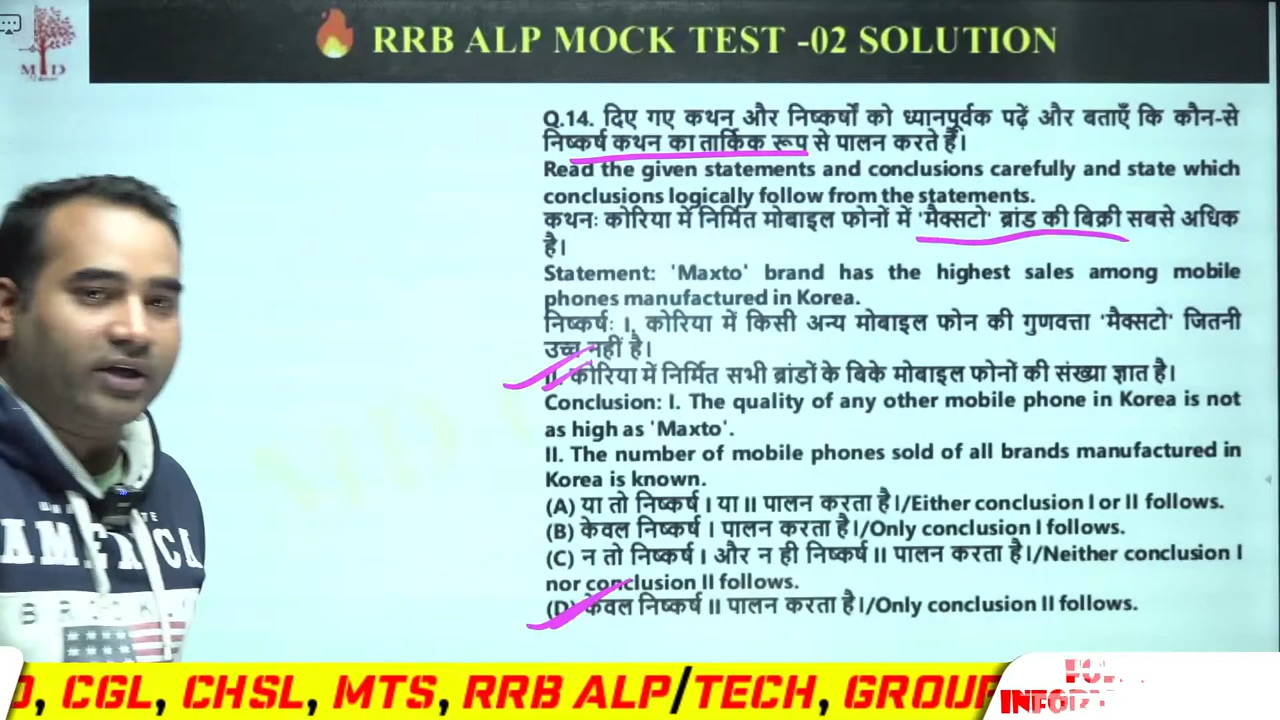 RRB ALP MOCK TEST -02 SOLUTION
Q.14. दिए गए कथन और निष्कर्षों को ध्यानपूर्वक पढ़ें और बताएँ कि कौन-से
निष्कर्ष कथन का तार्किक रूप से पालन करते हैं।
Read the given statements and conclusions carefully and state which
conclusions logically follow from the statements.
कथनः कोरिया में निर्मित मोबाइल फोनों में 'मैक्सटो' ब्रांड की बिक्री सबसे अधिक
है।
Statement: 'Maxto' brand has the highest sales among mobile
phones manufactured in Korea.
निष्कर्षः I. कोरिया में किसी अन्य मोबाइल फोन की गुणवत्ता 'मैक्सटो' जितनी
उच्च नहीं है।
II. कोरिया में निर्मित सभी ब्रांडों के बिके मोबाइल फोनों की संख्या ज्ञात है।
Conclusion: I. The quality of any other mobile phone in Korea is not
as high as 'Maxto'.
II. The number of mobile phones sold of all brands manufactured in
Korea is known.
(A) या तो निष्कर्ष I या II पालन करता है।/Either conclusion I or II follows.
(B) केवल निष्कर्ष I पालन करता है।/Only conclusion I follows.
(C) न तो निष्कर्ष I और न ही निष्कर्ष II पालन करता है।/Neither conclusion I
nor conclusion II follows.
(D) केवल निष्कर्ष II पालन करता है।/Only conclusion II follows.
AMERICA
, CGL, CHSL, MTS, RRB ALP/TECH, GROUP